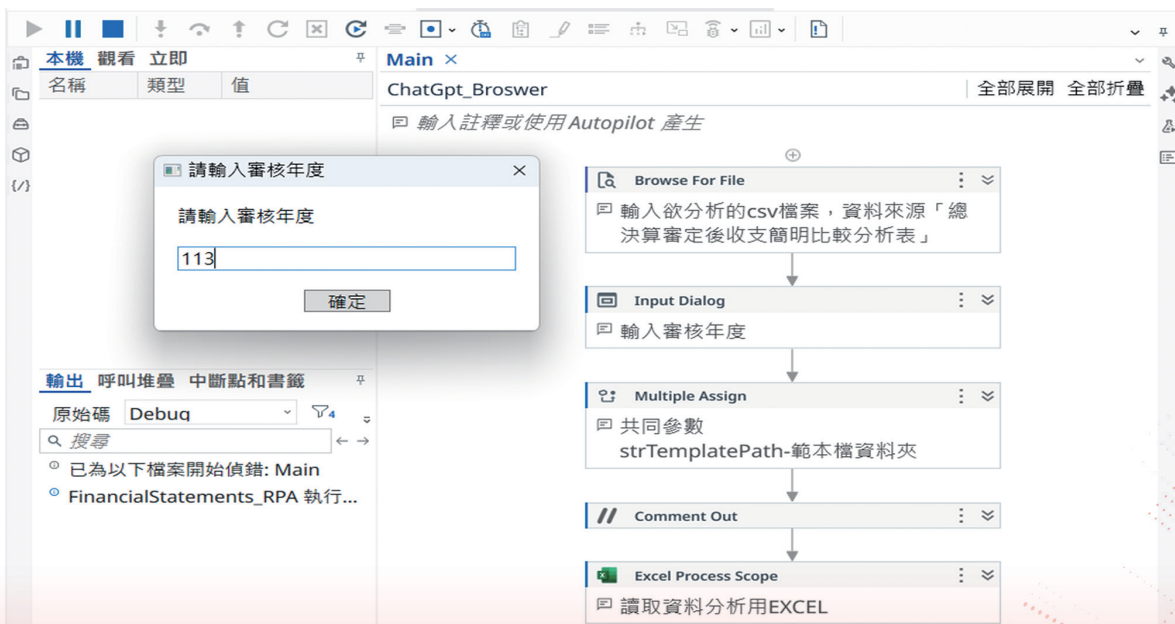 本機 觀看 立即
名稱 類型 值
Main ×
ChatGpt_Broswer
全部展開 全部折疊
輸入註釋或使用 Autopilot 產生
請輸入審核年度
請輸入審核年度
113
確定
Browse For File
輸入欲分析的csv檔案，資料來源「總
決算審定後收支簡明比較分析表」
Input Dialog
輸入審核年度
Multiple Assign
共同參數
strTemplatePath-範本檔資料夾
Comment Out
Excel Process Scope
讀取資料分析用EXCEL
輸出 呼叫堆疊 中斷點和書籤
原始碼 Debug
4
搜尋
已為以下檔案開始偵錯: Main
FinancialStatements_RPA 執行...